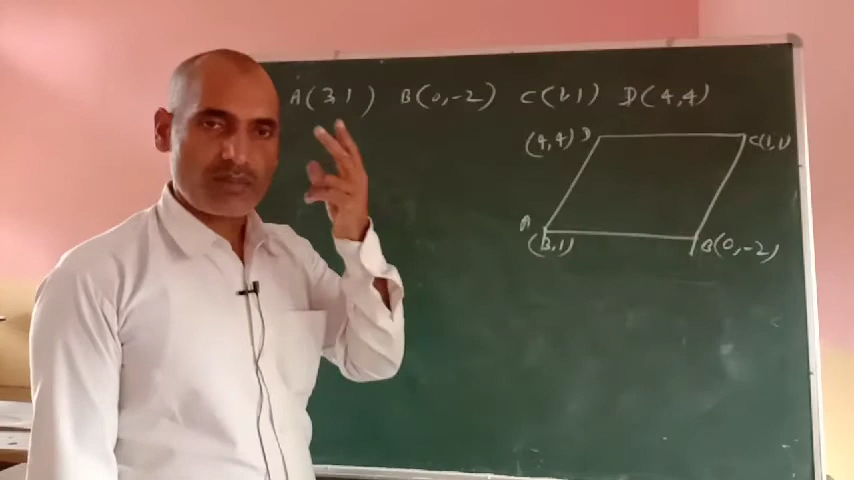 A(3,1) B(0,-2) C(1,1) D(4,4)
(4,4) D C(1,1)
A
(3,1) B(0,-2)